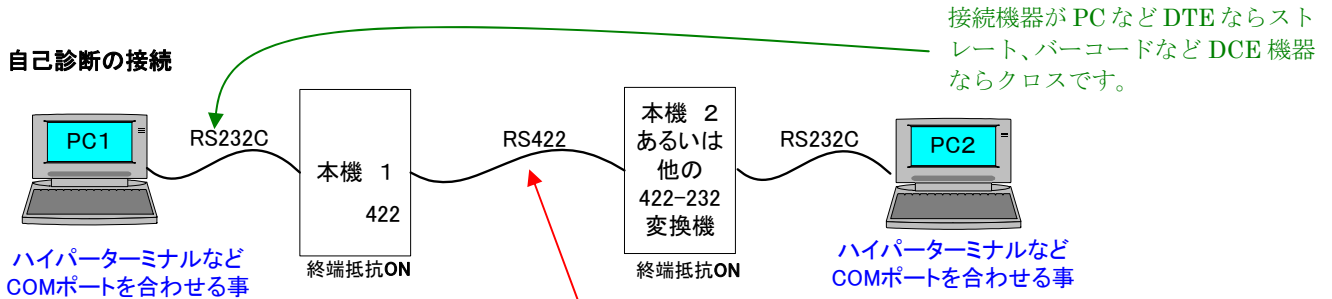 接続機器が PC など DTE ならスト
レート、バーコードなど DCE 機器
ならクロスです。
自己診断の接続
PC1
RS232C
本機 1
422
終端抵抗ON
RS422
本機 2
あるいは
他の
422-232
変換機
終端抵抗ON
RS232C
PC2
ハイパーターミナルなど
COMポートを合わせる事
ハイパーターミナルなど
COMポートを合わせる事